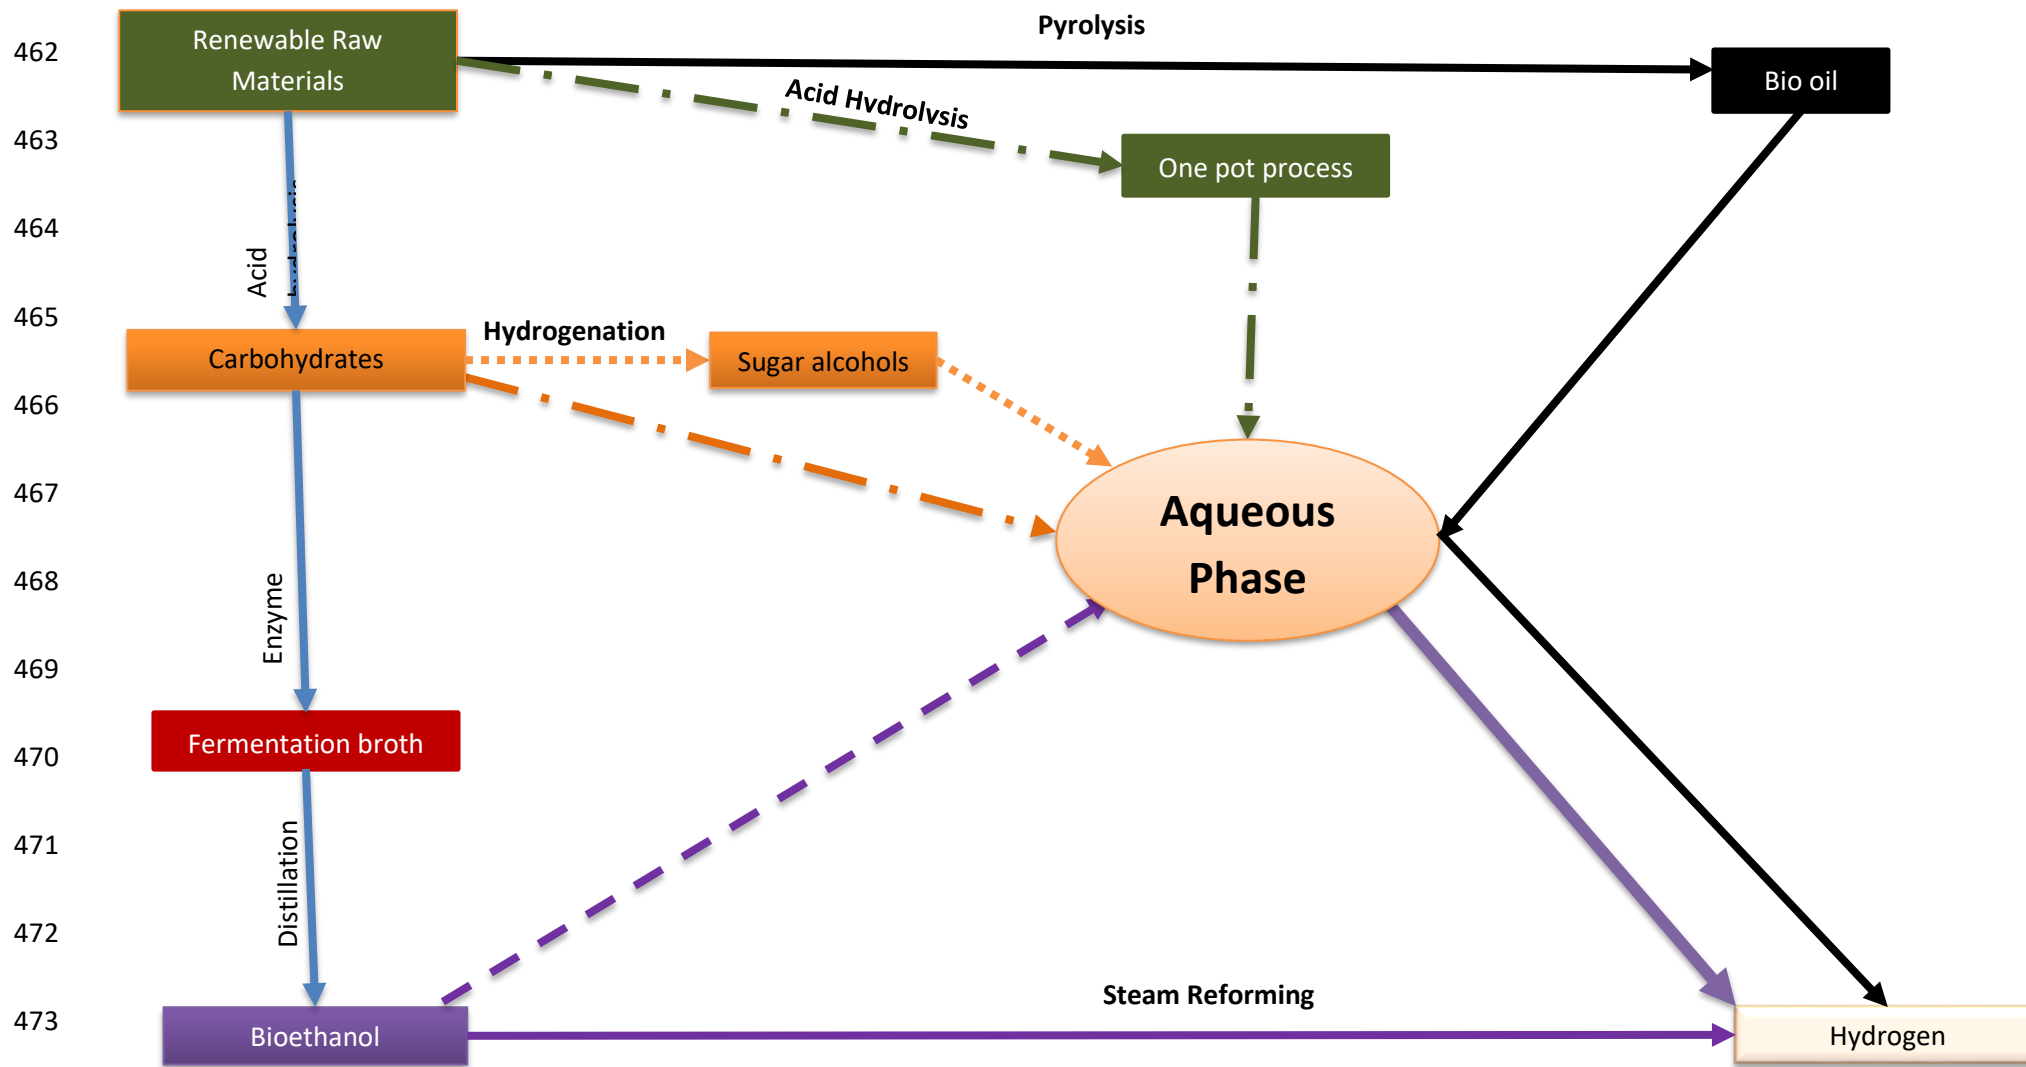 Pyrolysis
462
Renewable Raw
Materials
Bio oil
Acid Hydrolysis
463
One pot process
464
Acid
hydrolysis
465
Hydrogenation
Carbohydrates
Sugar alcohols
466
467
Aqueous
Phase
468
Enzyme
469
Fermentation broth
470
471
Distillation
472
Steam Reforming
473
Bioethanol
Hydrogen